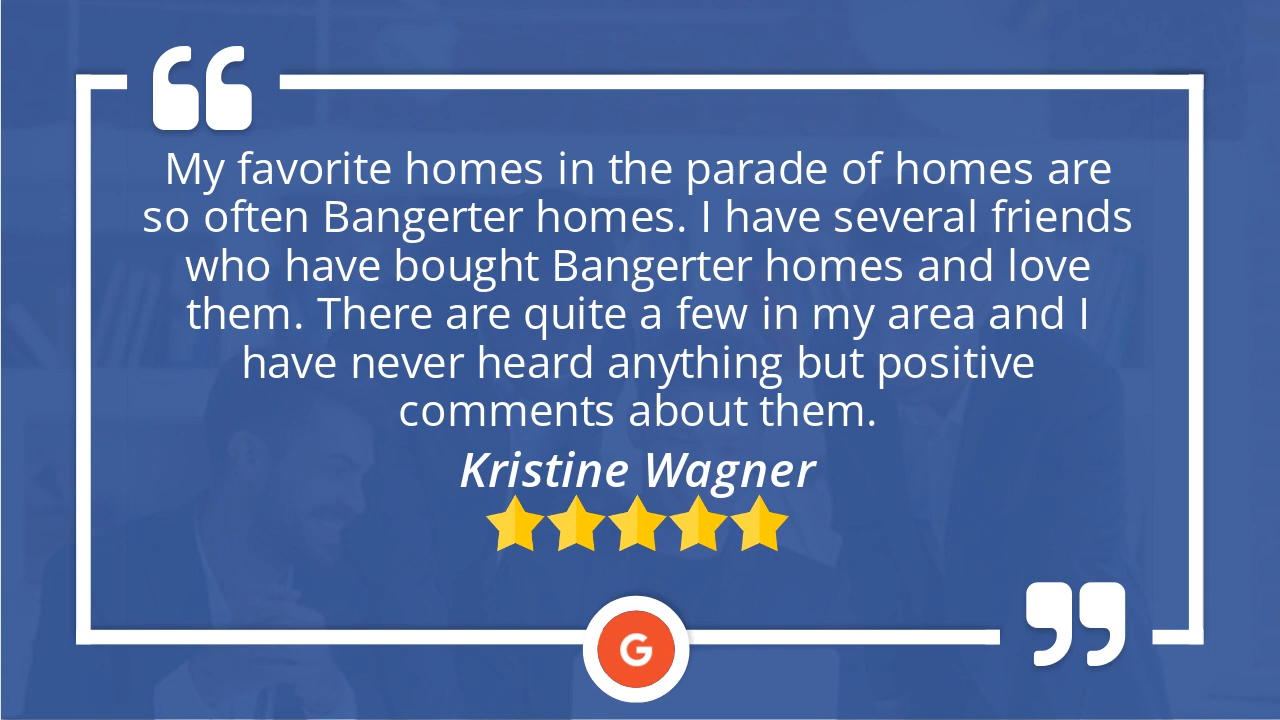 My favorite homes in the parade of homes are
so often Bangerter homes. I have several friends
who have bought Bangerter homes and love
them. There are quite a few in my area and I
have never heard anything but positive
comments about them.
Kristine Wagner
G